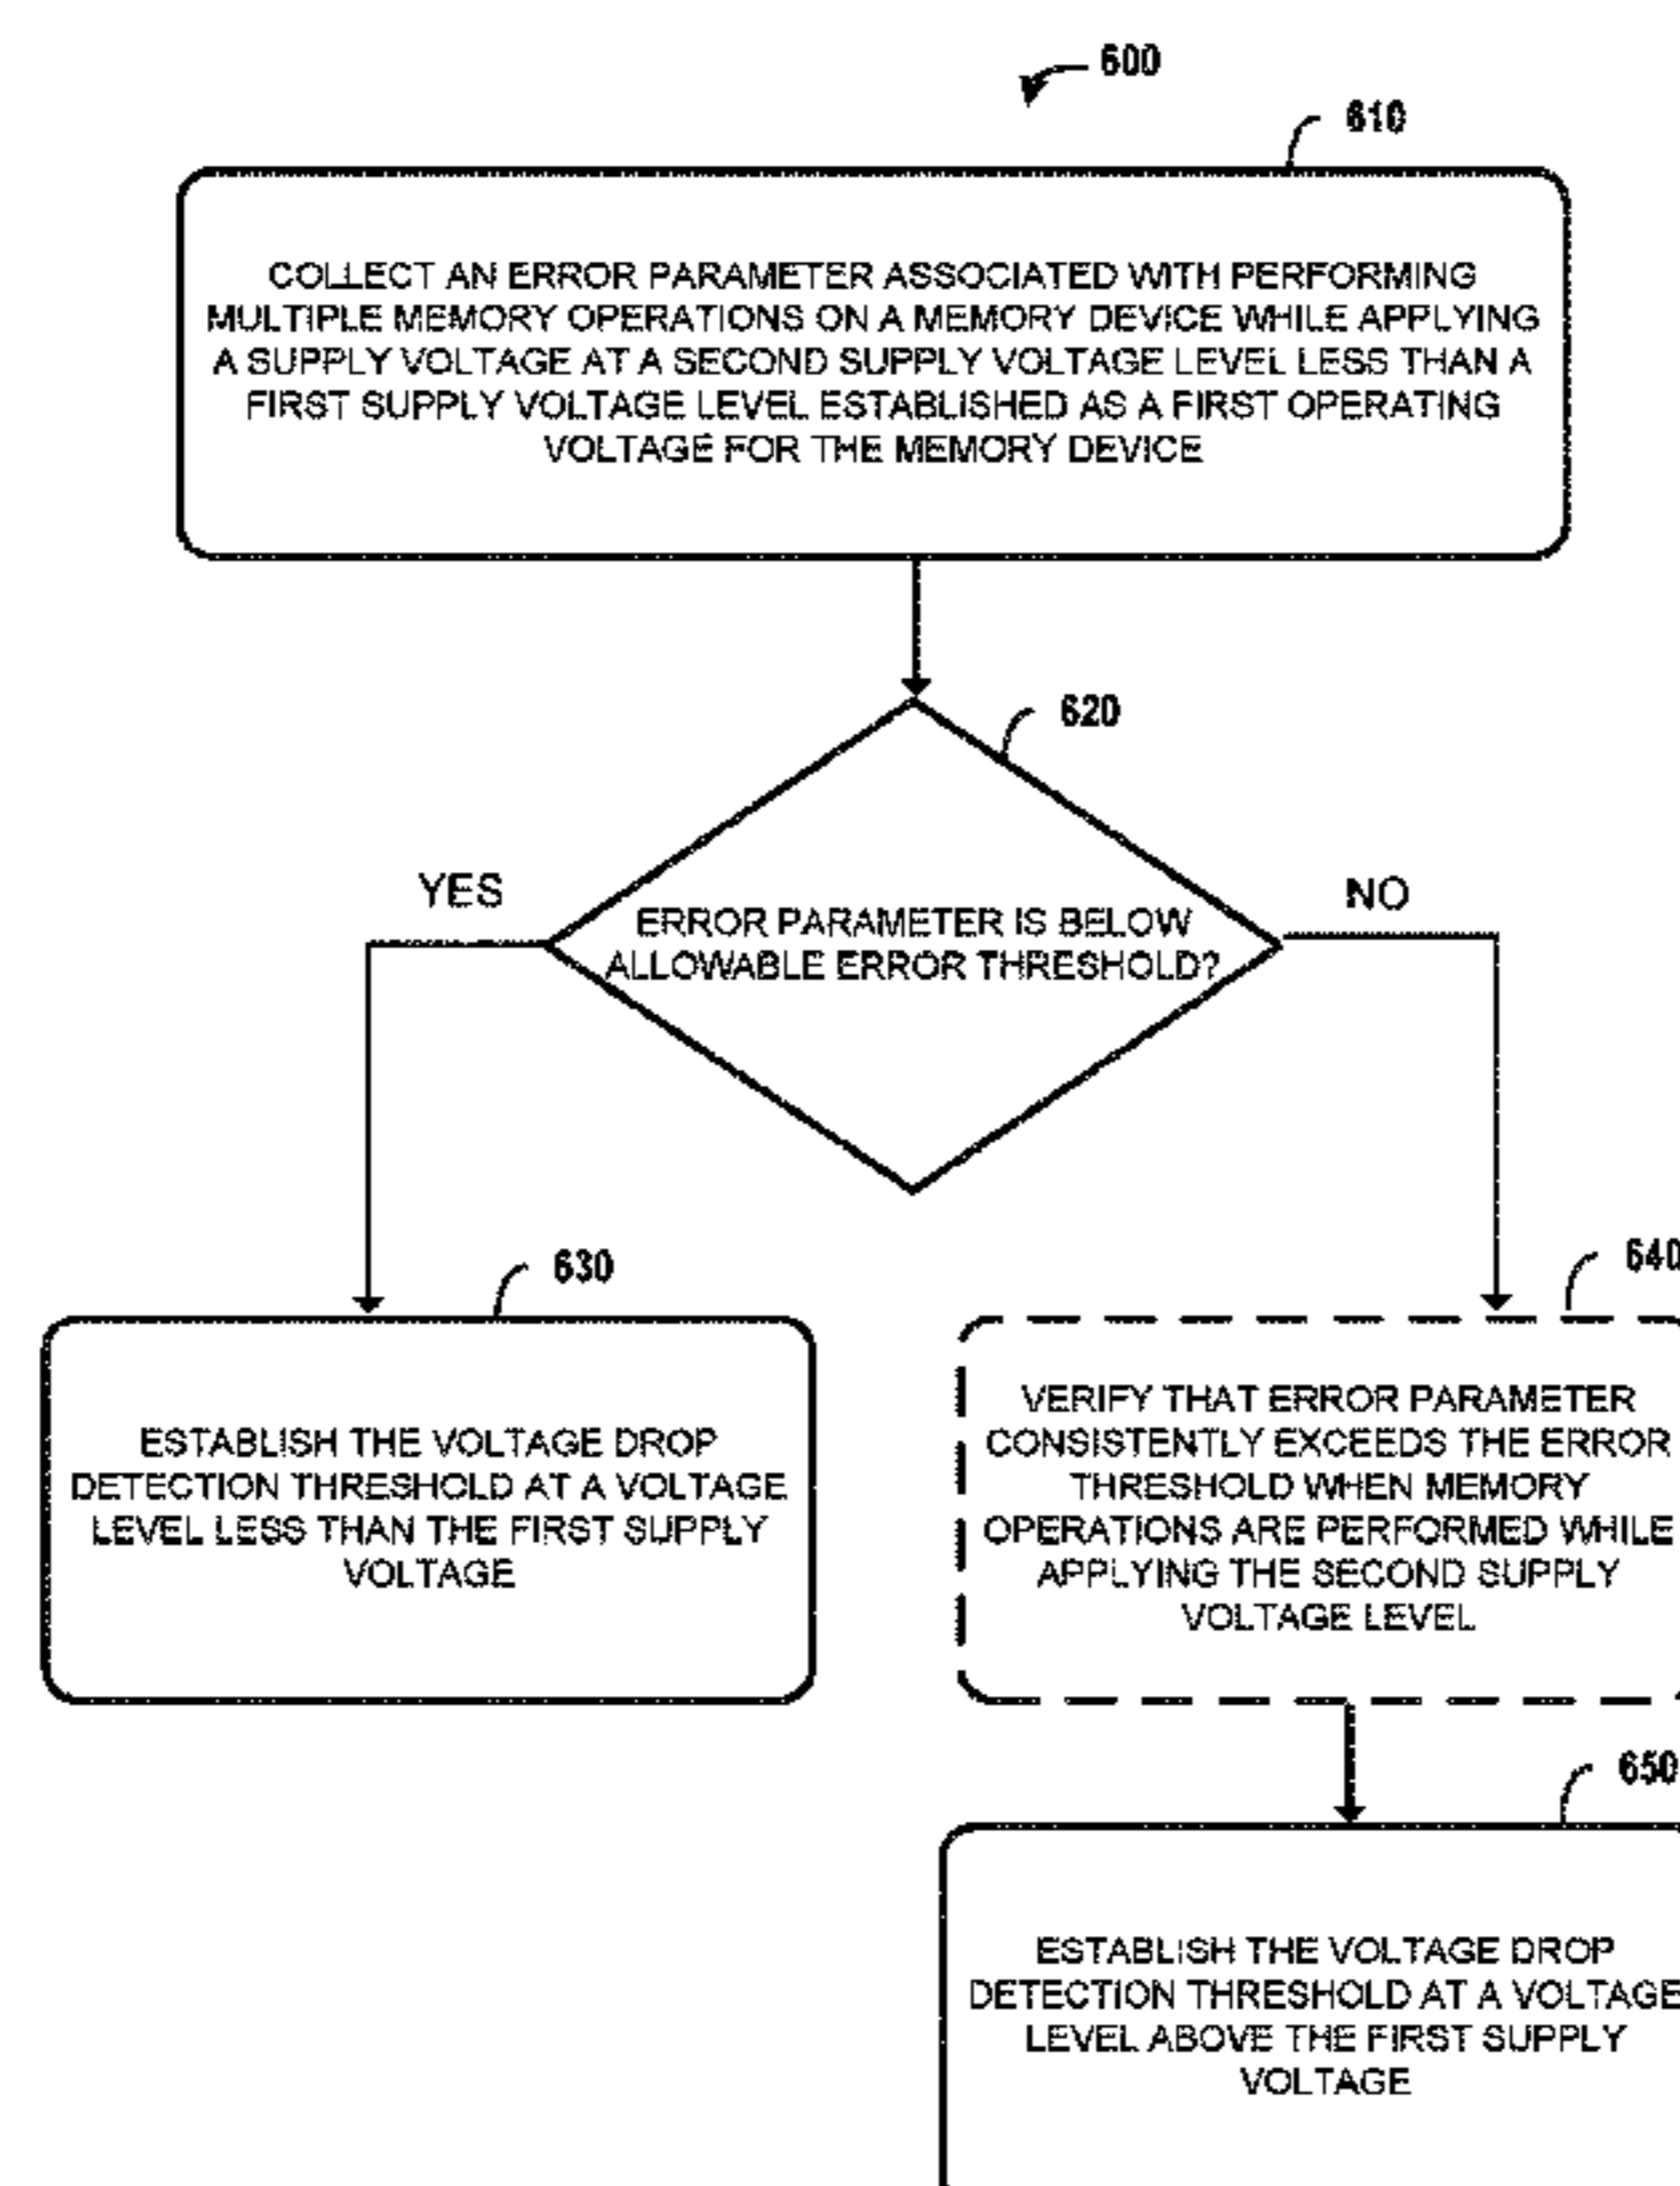 600
610
COLLECT AN ERROR PARAMETER ASSOCIATED WITH PERFORMING
MULTIPLE MEMORY OPERATIONS ON A MEMORY DEVICE WHILE APPLYING
A SUPPLY VOLTAGE AT A SECOND SUPPLY VOLTAGE LEVEL LESS THAN A
FIRST SUPPLY VOLTAGE LEVEL ESTABLISHED AS A FIRST OPERATING
VOLTAGE FOR THE MEMORY DEVICE
620
YES
NO
ERROR PARAMETER IS BELOW
ALLOWABLE ERROR THRESHOLD?
630
640
ESTABLISH THE VOLTAGE DROP
DETECTION THRESHOLD AT A VOLTAGE
LEVEL LESS THAN THE FIRST SUPPLY
VOLTAGE
VERIFY THAT ERROR PARAMETER
CONSISTENTLY EXCEEDS THE ERROR
THRESHOLD WHEN MEMORY
OPERATIONS ARE PERFORMED WHILE
APPLYING THE SECOND SUPPLY
VOLTAGE LEVEL
650
ESTABLISH THE VOLTAGE DROP
DETECTION THRESHOLD AT A VOLTAGE
LEVEL ABOVE THE FIRST SUPPLY
VOLTAGE